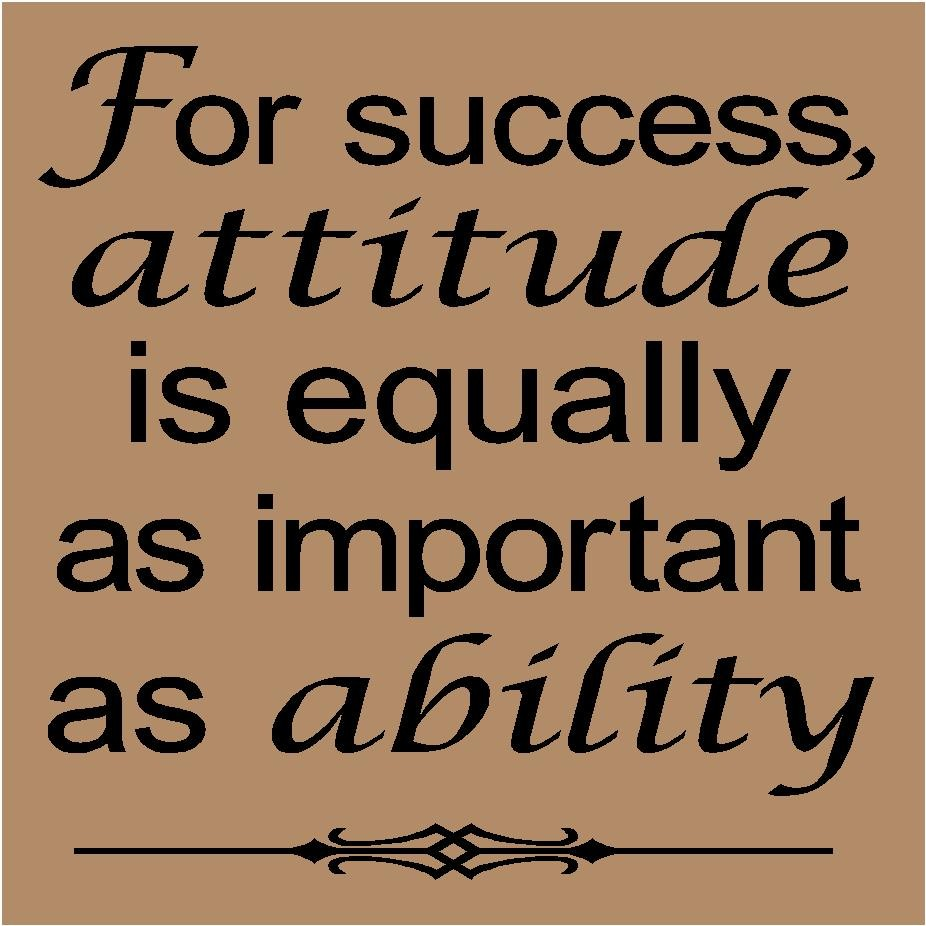 For success,
attitude
is equally
as important
as ability